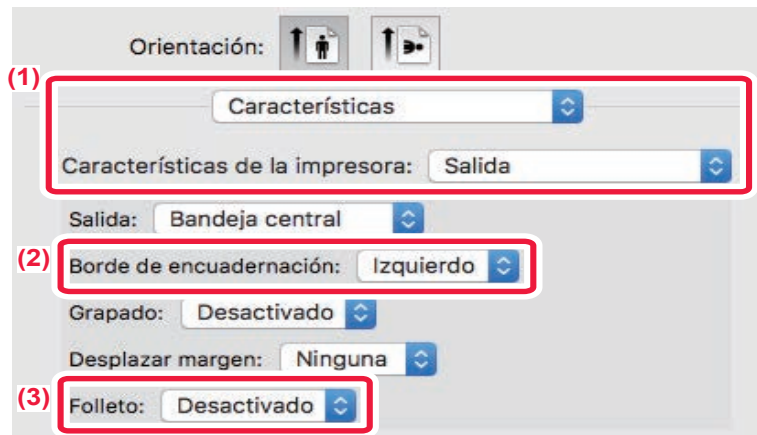 Orientación:
(1)
Características
Características de la impresora: Salida
Salida: Bandeja central
(2) Borde de encuadernación: Izquierdo
Grapado: Desactivado
Desplazar margen: Ninguna
(3) Folleto: Desactivado